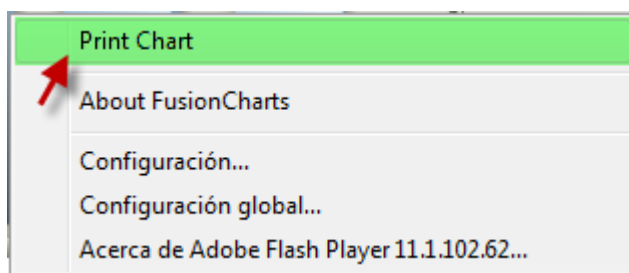 Print Chart
About FusionCharts
Configuración...
Configuración global...
Acerca de Adobe Flash Player 11.1.102.62...